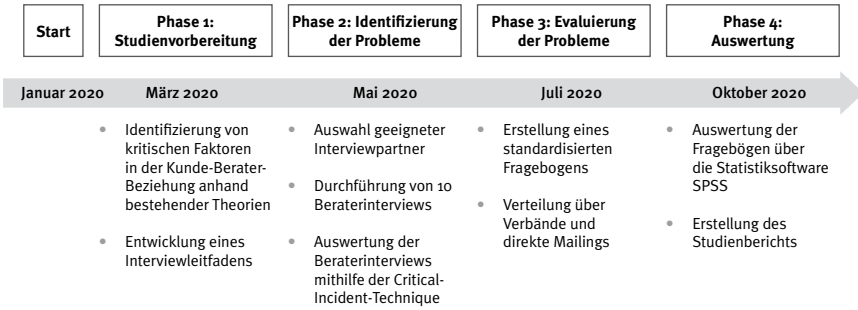 Start
Phase 1:
Studienvorbereitung
Phase 2: Identifizierung
der Probleme
Phase 3: Evaluierung
der Probleme
Phase 4:
Auswertung
Januar 2020
März 2020
Mai 2020
Juli 2020
Oktober 2020
• Identifizierung von
kritischen Faktoren
in der Kunde-Berater-
Beziehung anhand
bestehender Theorien
• Entwicklung eines
Interviewleitfadens
• Auswahl geeigneter
Interviewpartner
• Durchführung von 10
Beraterinterviews
• Auswertung der
Beraterinterviews
mithilfe der Critical-
Incident-Technique
• Erstellung eines
standardisierten
Fragebogens
• Verteilung über
Verbände und
direkte Mailings
• Auswertung der
Fragebögen über
die Statistiksoftware
SPSS
• Erstellung des
Studienberichts